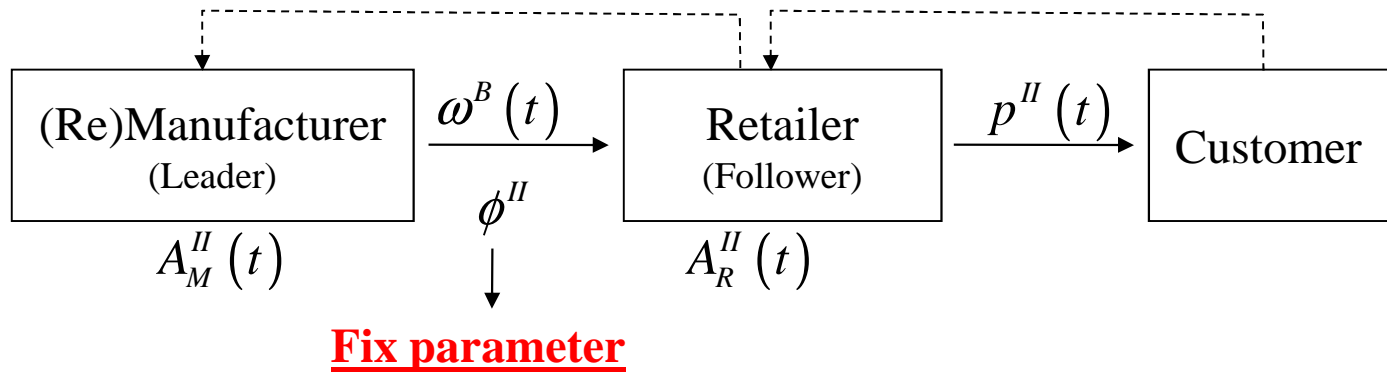 (Re)Manufacturer
(Leader)
ω^B (t)
Retailer
(Follower)
p^{II} (t)
Customer
ϕ^{II}
A_M^{II} (t)
A_R^{II} (t)
Fix parameter